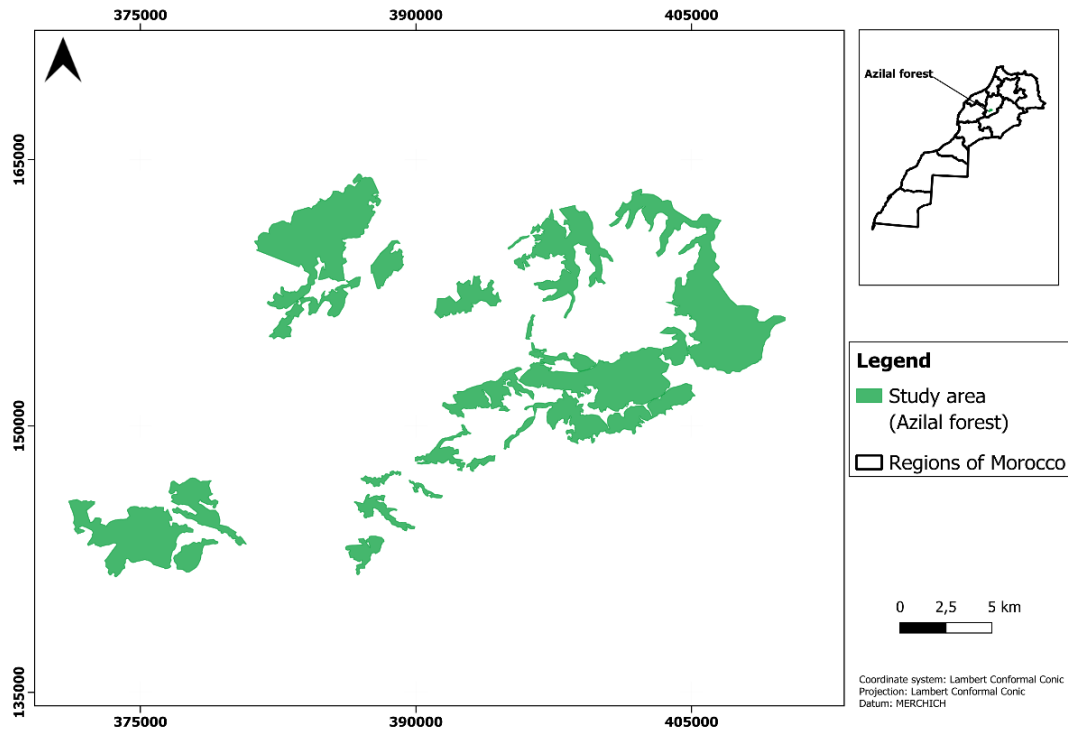 375000
390000
405000
165000
150000
135000
375000
390000
405000
Azilal forest
Legend
Study area
(Azilal forest)
Regions of Morocco
0 2,5 5 km
Coordinate system: Lambert Conformal Conic
Projection: Lambert Conformal Conic
Datum: MERCHICH